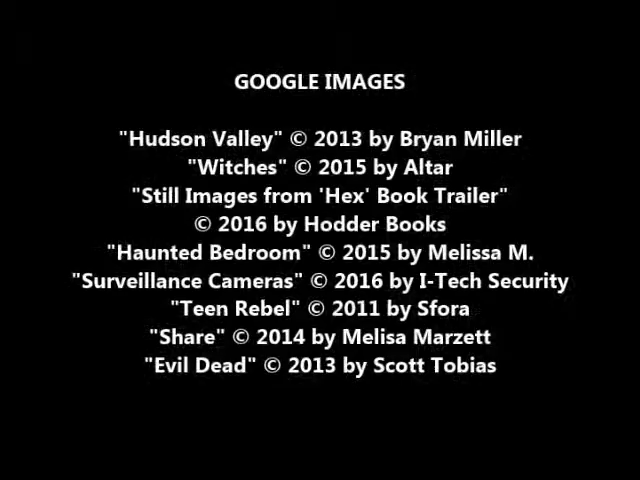 GOOGLE IMAGES
"Hudson Valley" © 2013 by Bryan Miller
"Witches" © 2015 by Altar
"Still Images from 'Hex' Book Trailer"
© 2016 by Hodder Books
"Haunted Bedroom" © 2015 by Melissa M.
"Surveillance Cameras" © 2016 by I-Tech Security
"Teen Rebel" © 2011 by Sfora
"Share" © 2014 by Melisa Marzett
"Evil Dead" © 2013 by Scott Tobias